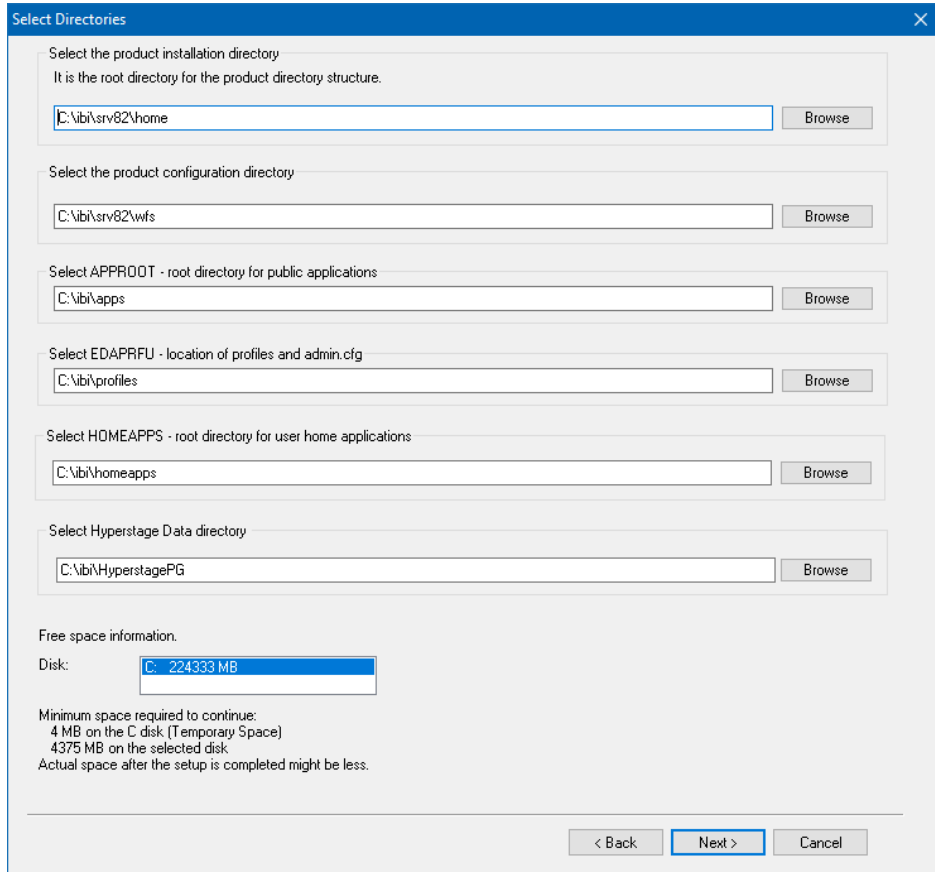 Select Directories
Select the product installation directory
It is the root directory for the product directory structure.
C:\ibi\srv82\home
Browse
Select the product configuration directory
C:\ibi\srv82\wfs
Browse
Select APPROOT - root directory for public applications
C:\ibi\apps
Browse
Select EDAPRFU - location of profiles and admin.cfg
C:\ibi\profiles
Browse
Select HOMEAPPS - root directory for user home applications
C:\ibi\homeapps
Browse
Select Hyperstage Data directory
C:\ibi\HyperstagePG
Browse
Free space information.
Disk:
C: 224333 MB
Minimum space required to continue:
4 MB on the C disk (Temporary Space)
4375 MB on the selected disk
Actual space after the setup is completed might be less.
< Back
Next >
Cancel